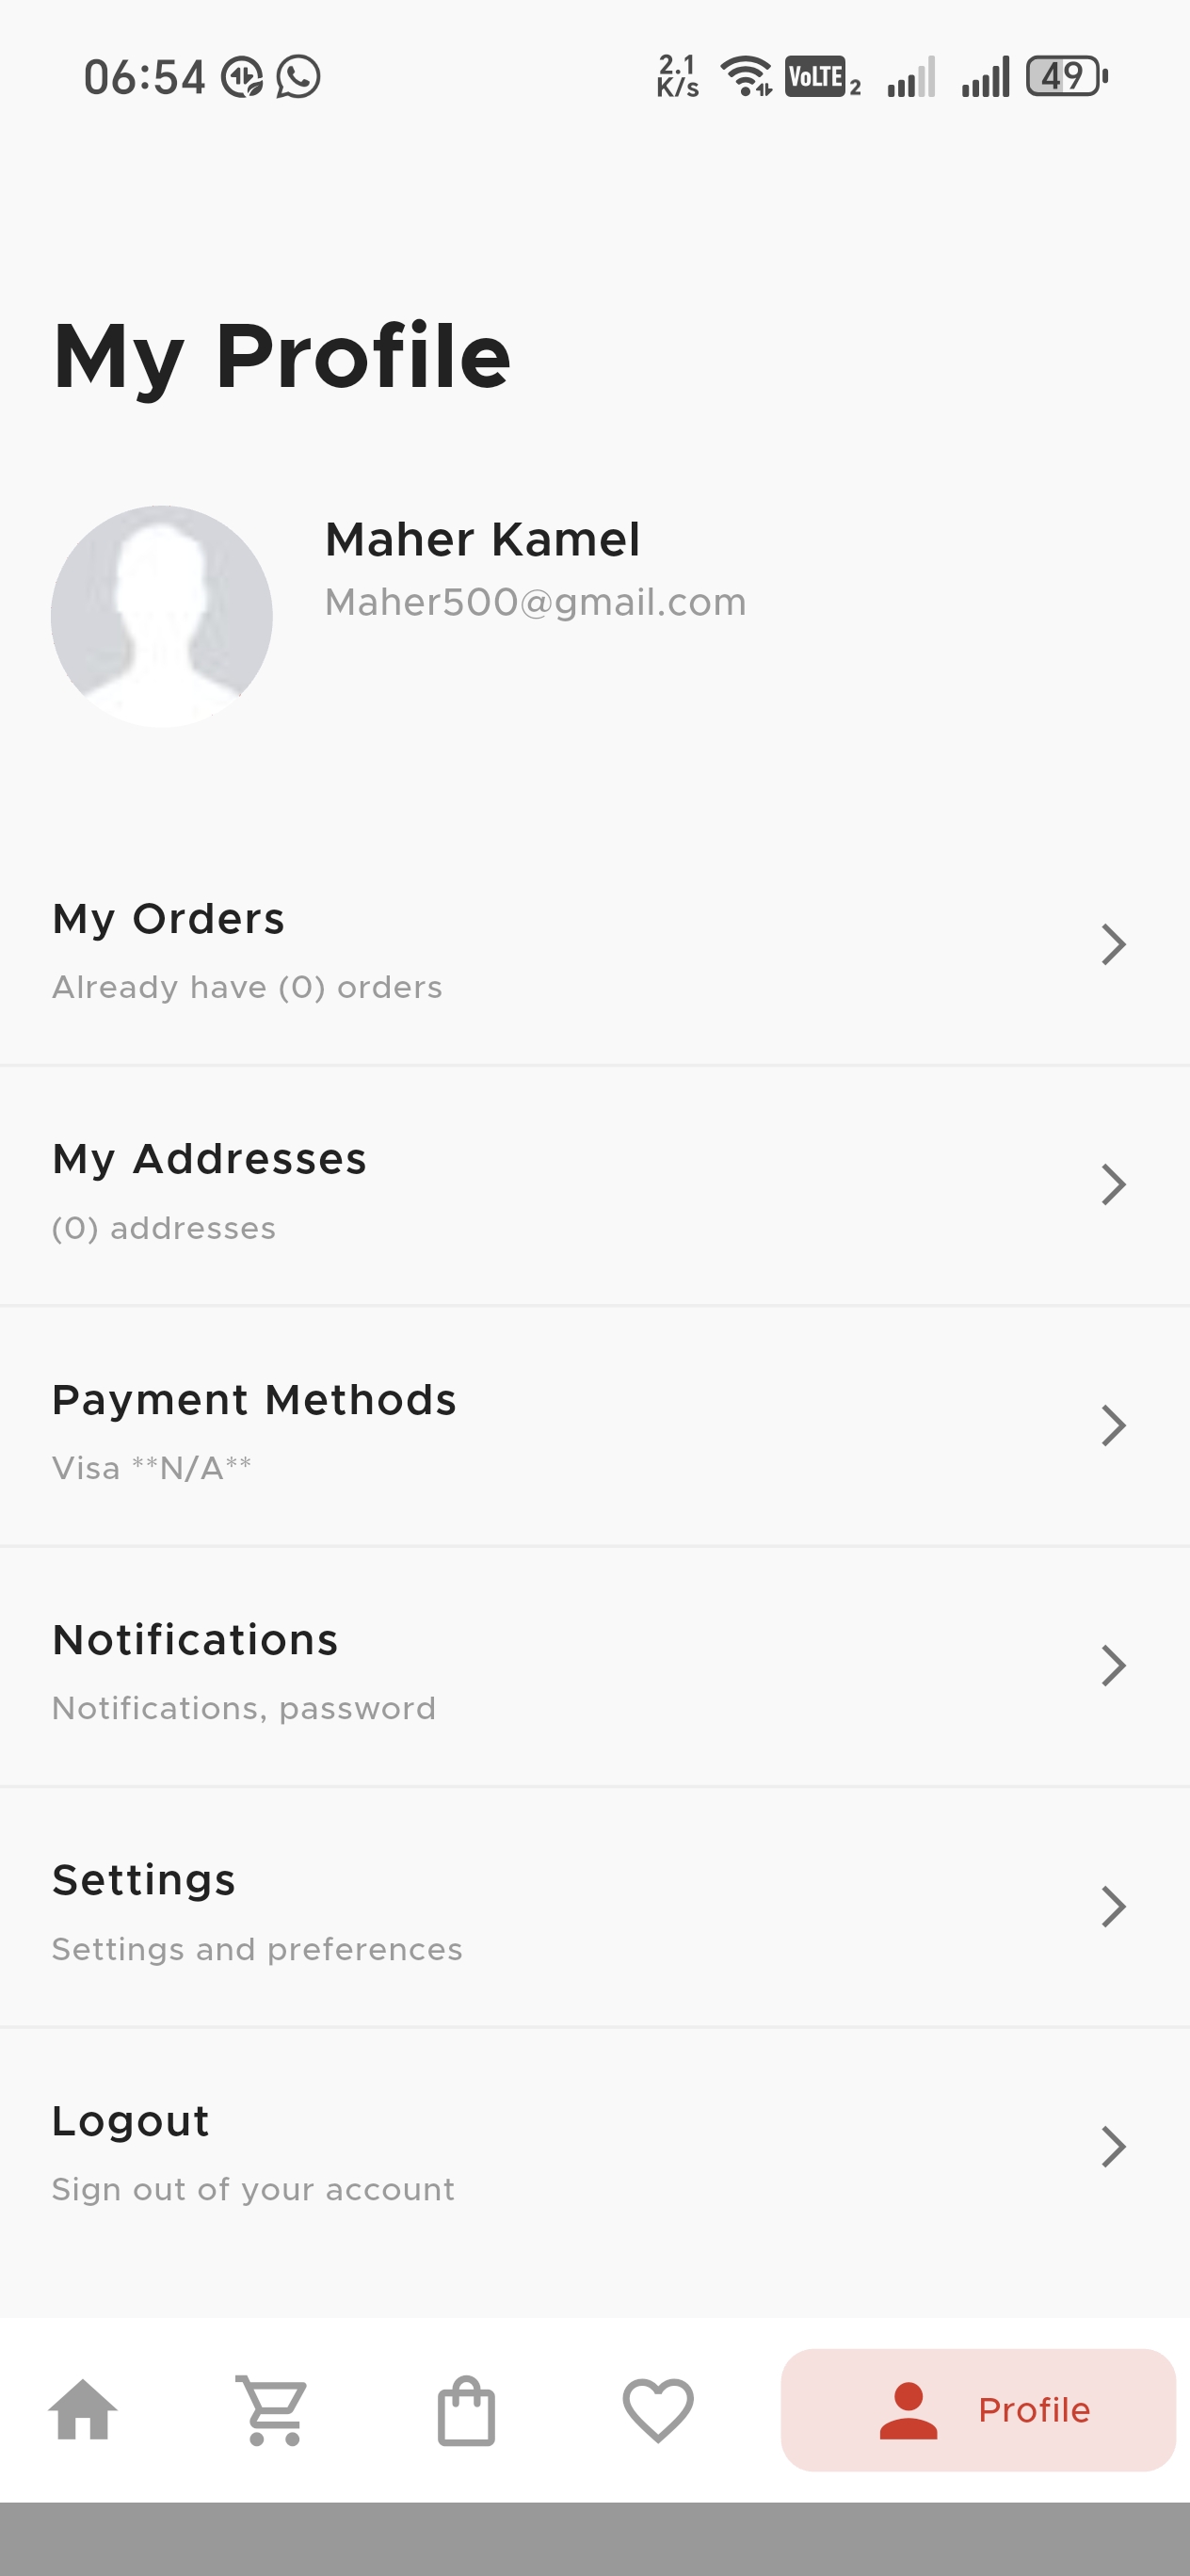 06:54 2.1 K/s VoLTE 2 49
My Profile
Maher Kamel
Maher500@gmail.com
My Orders
Already have (0) orders
My Addresses
(0) addresses
Payment Methods
Visa **N/A**
Notifications
Notifications, password
Settings
Settings and preferences
Logout
Sign out of your account
Profile